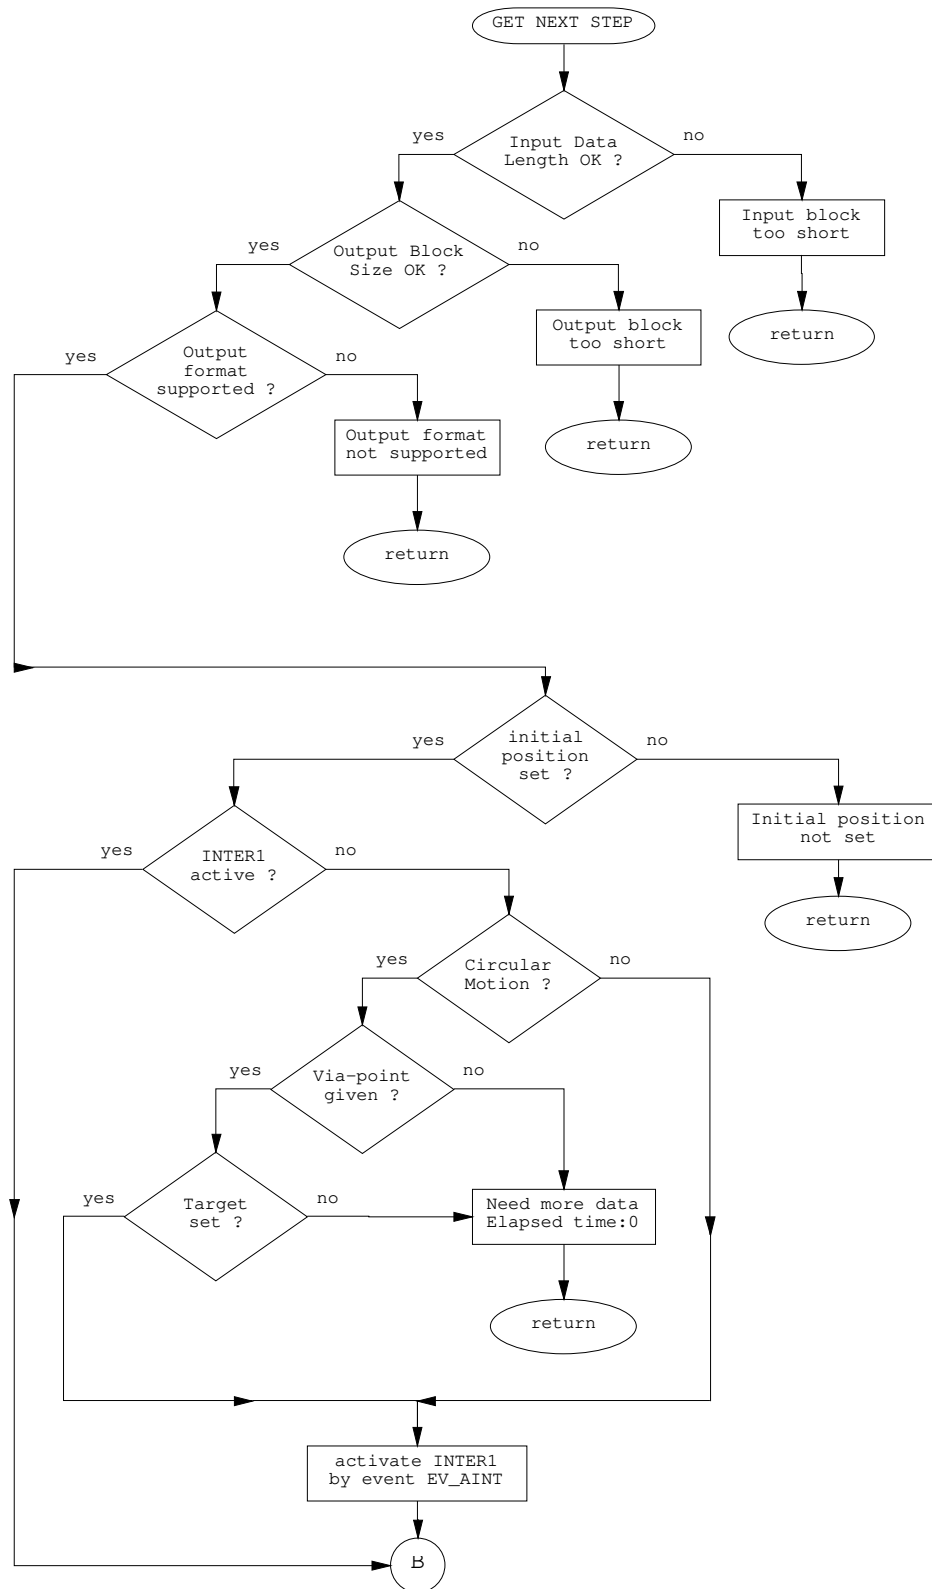 GET NEXT STEP
yes
Input Data
Length OK ?
no
Input block
too short
return
yes
Output Block
Size OK ?
no
Output block
too short
return
yes
Output
format
supported ?
no
Output format
not supported
return
yes
initial
position
set ?
no
Initial position
not set
return
yes
INTER1
active ?
no
yes
Circular
Motion ?
no
yes
Via-point
given ?
no
yes
Target
set ?
no
Need more data
Elapsed time:0
return
activate INTER1
by event EV_AINT
B